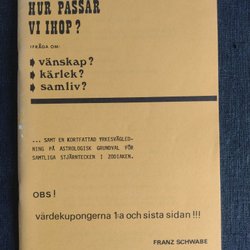 HUR PASSAR
VI IHOP?
IFRÅGA OM:
vänskap?
kärlek?
samliv?
... SAMT EN KORTFATTAD YRKESVÄGLED-
NING PÅ ASTROLOGISK GRUNDVAL FÖR
SAMTLIGA STJÄRNTECKEN I ZODIAKEN.
OBS!
värdekupongerna 1:a och sista sidan!!!
FRANZ SCHWABE